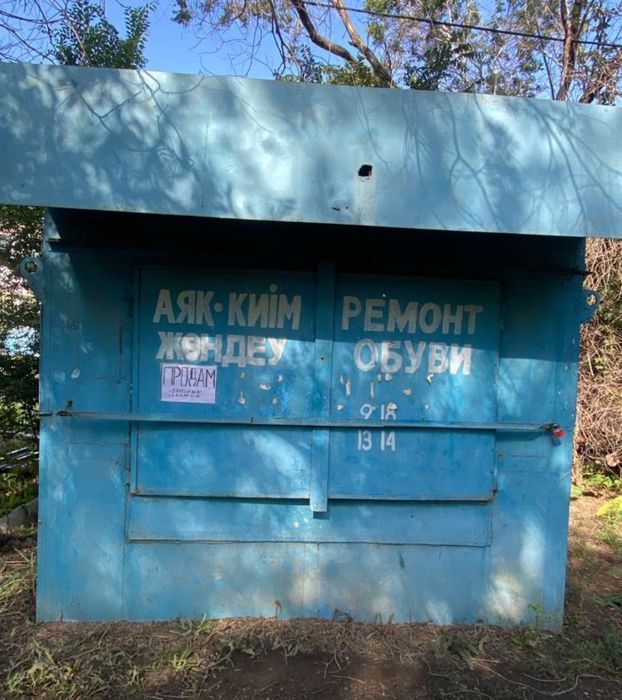 АЯК·КИІМ
ЖӨНДЕУ
ПРОДАМ
РЕМОНТ
ОБУВИ
9 18
13 14